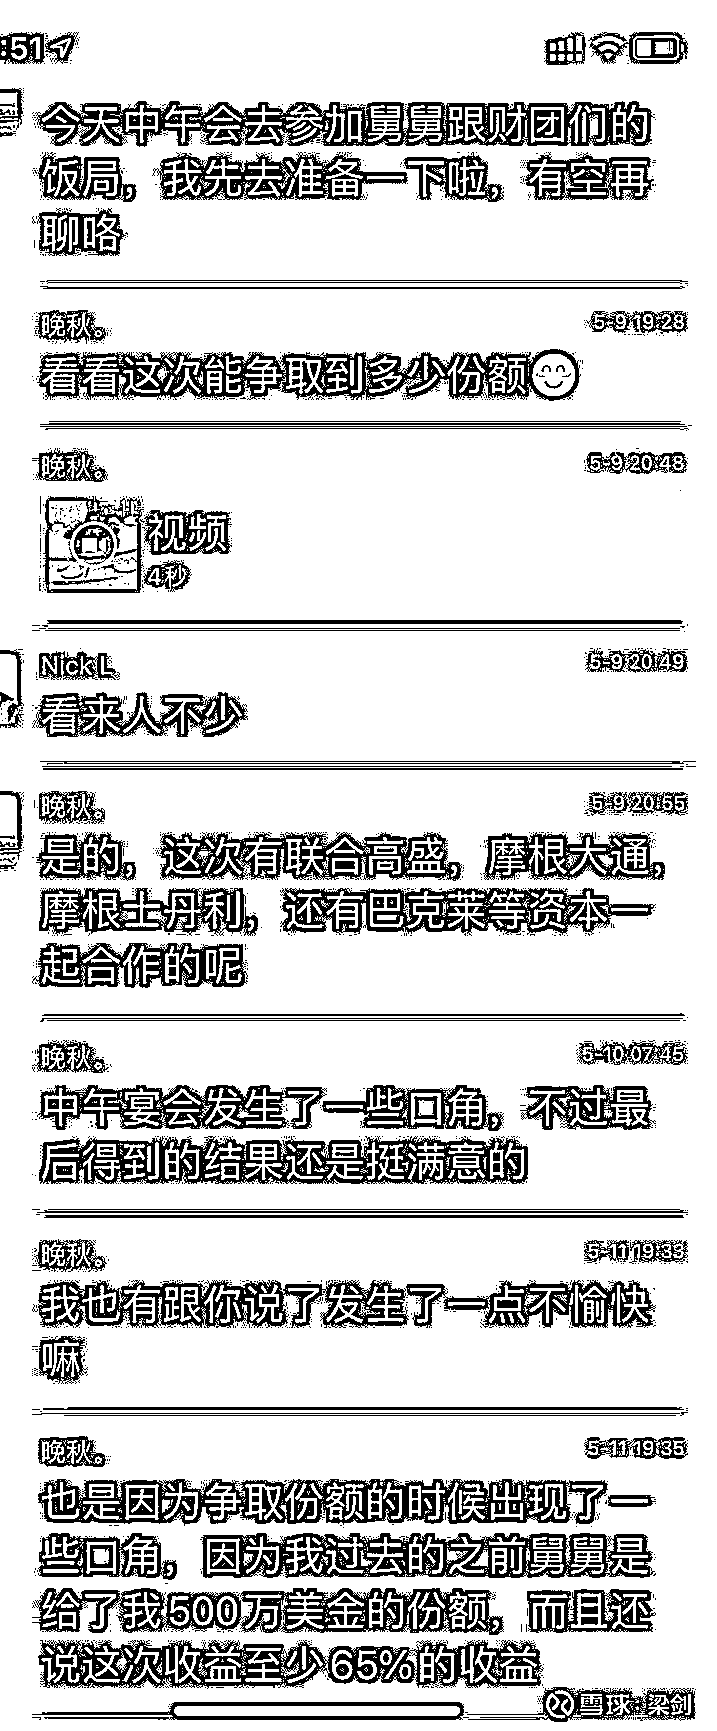 :51
今天中午会去参加舅舅跟财团们的
饭局，我先去准备一下啦，有空再
聊咯
晚秋。 5-9 19:28
看看这次能争取到多少份额😊
晚秋。 5-9 20:48
视频
4秒
Nick L 5-9 20:49
看来人不少
晚秋。 5-9 20:55
是的，这次有联合高盛，摩根大通，
摩根士丹利，还有巴克莱等资本一
起合作的呢
晚秋。 5-10 07:45
中午宴会发生了一些口角，不过最
后得到的结果还是挺满意的
晚秋。 5-11 19:33
我也有跟你说了发生了一点不愉快
嘛
晚秋。 5-11 19:35
也是因为争取份额的时候出现了一
些口角，因为我过去的之前舅舅是
给了我500万美金的份额，而且还
说这次收益至少65%的收益
雪球：梁剑